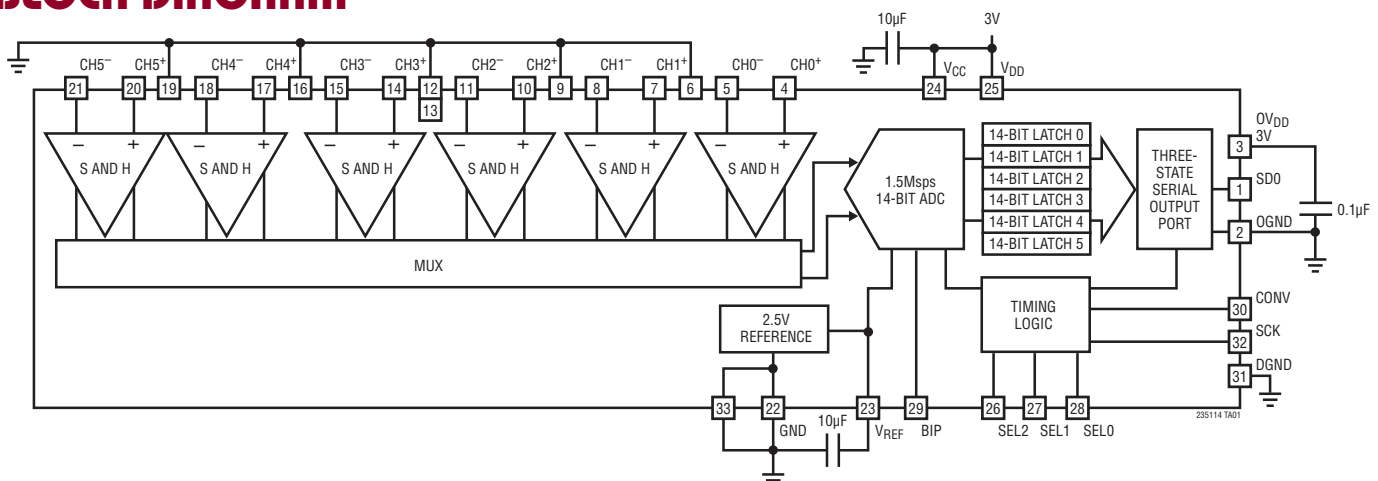 BLOCK DIAGRAM
10µF 3V
CH5– CH5+ CH4– CH4+ CH3– CH3+ CH2– CH2+ CH1– CH1+ CH0– CH0+ VCC VDD
21 20 19 18 17 16 15 14 12 11 10 9 8 7 6 5 4 24 25
13
– + – + – + – + – + – +
S AND H S AND H S AND H S AND H S AND H S AND H
MUX
1.5Msps
14-BIT ADC
14-BIT LATCH 0
14-BIT LATCH 1
14-BIT LATCH 2
14-BIT LATCH 3
14-BIT LATCH 4
14-BIT LATCH 5
THREE-
STATE
SERIAL
OUTPUT
PORT
OVDD
3V
3
SD0
1
0.1µF
OGND
2
2.5V
REFERENCE
TIMING
LOGIC
CONV
30
SCK
32
DGND
31
33 22 23 29 26 27 28
GND 10µF VREF BIP SEL2 SEL1 SEL0
235114 TA01